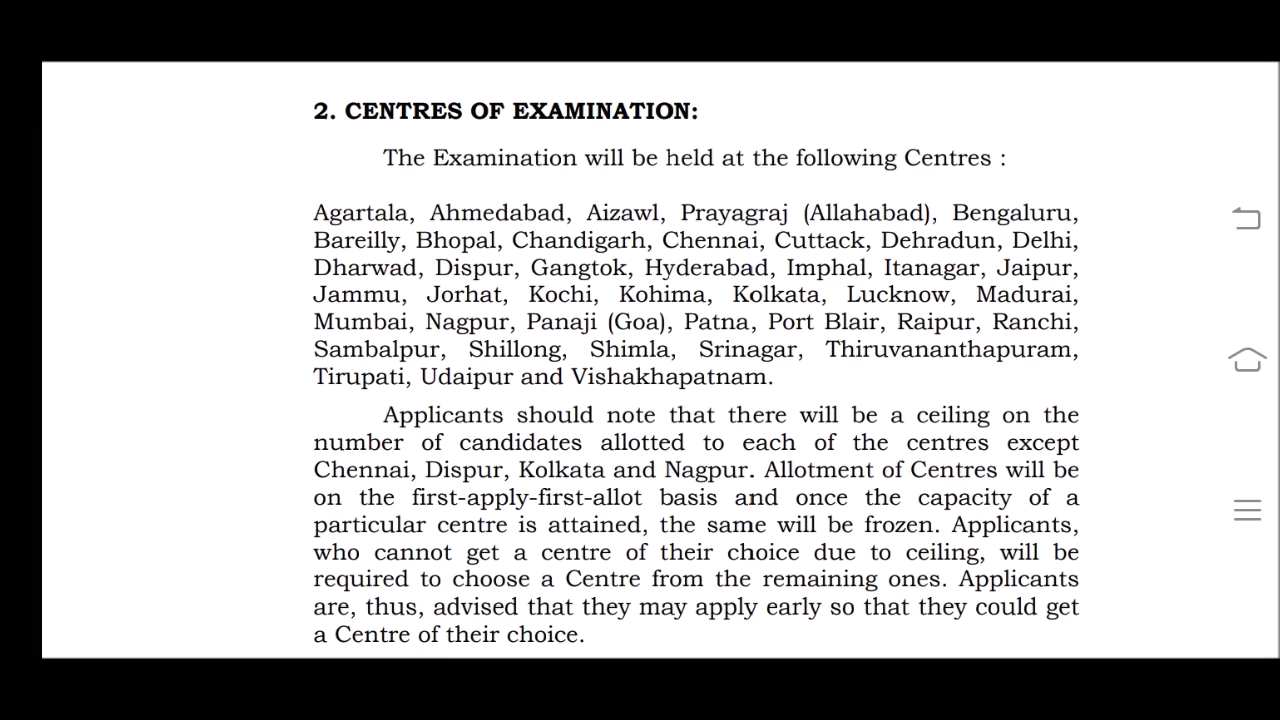 2. CENTRES OF EXAMINATION:
The Examination will be held at the following Centres :
Agartala, Ahmedabad, Aizawl, Prayagraj (Allahabad), Bengaluru,
Bareilly, Bhopal, Chandigarh, Chennai, Cuttack, Dehradun, Delhi,
Dharwad, Dispur, Gangtok, Hyderabad, Imphal, Itanagar, Jaipur,
Jammu, Jorhat, Kochi, Kohima, Kolkata, Lucknow, Madurai,
Mumbai, Nagpur, Panaji (Goa), Patna, Port Blair, Raipur, Ranchi,
Sambalpur, Shillong, Shimla, Srinagar, Thiruvananthapuram,
Tirupati, Udaipur and Vishakhapatnam.
Applicants should note that there will be a ceiling on the
number of candidates allotted to each of the centres except
Chennai, Dispur, Kolkata and Nagpur. Allotment of Centres will be
on the first-apply-first-allot basis and once the capacity of a
particular centre is attained, the same will be frozen. Applicants,
who cannot get a centre of their choice due to ceiling, will be
required to choose a Centre from the remaining ones. Applicants
are, thus, advised that they may apply early so that they could get
a Centre of their choice.